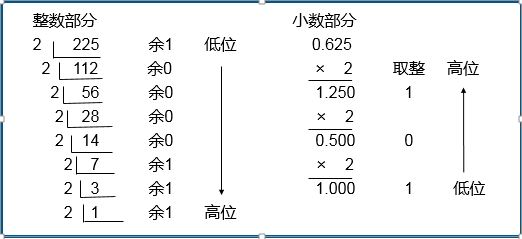 整数部分 小数部分
2 225 余1 低位 0.625
2 112 余0 × 2 取整 高位
2 56 余0 1.250 1
2 28 余0 × 2
2 14 余0 0.500 0
2 7 余1 × 2
2 3 余1 1.000 1 低位
2 1 余1 高位